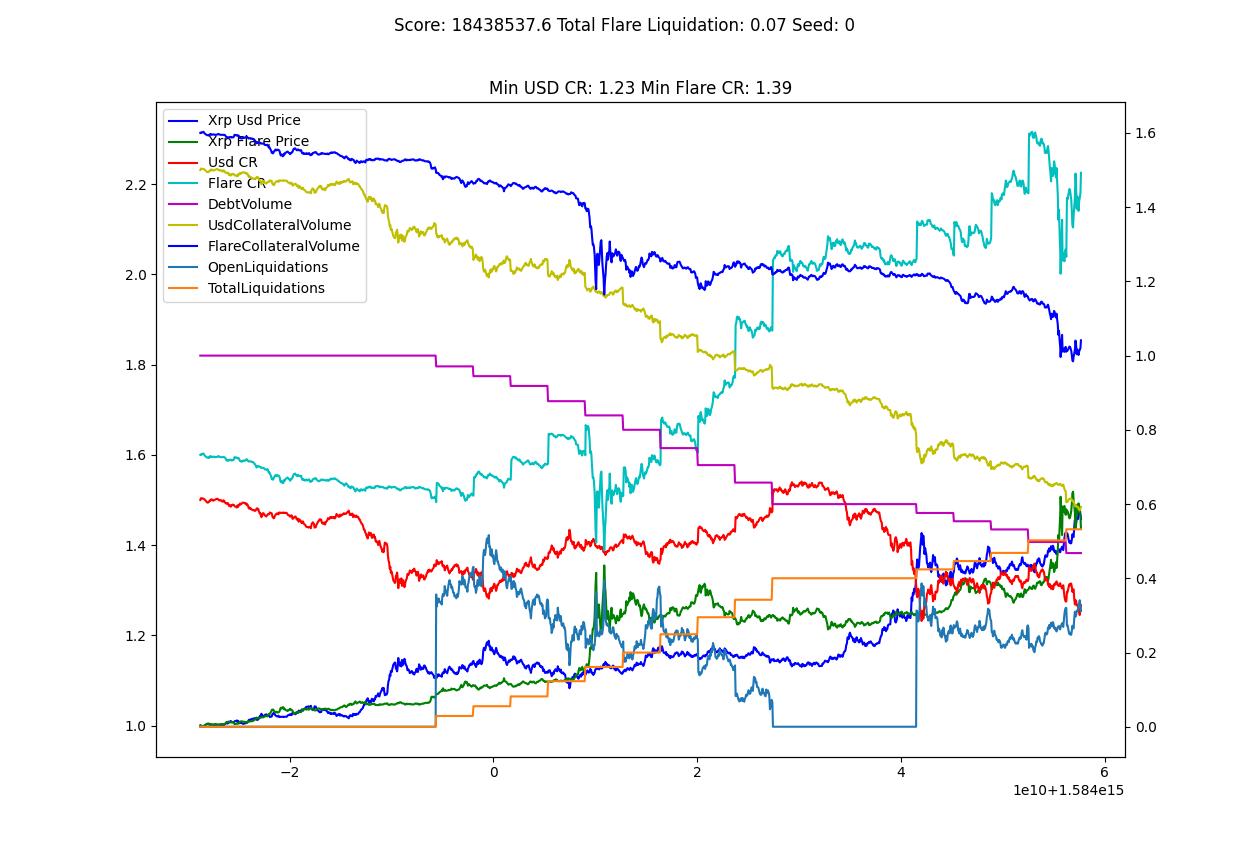 Score: 18438537.6 Total Flare Liquidation: 0.07 Seed: 0
Min USD CR: 1.23 Min Flare CR: 1.39
Xrp Usd Price
Xrp Flare Price
Usd CR
Flare CR
DebtVolume
UsdCollateralVolume
FlareCollateralVolume
OpenLiquidations
TotalLiquidations
2.2
2.0
1.8
1.6
1.4
1.2
1.0
1.6
1.4
1.2
1.0
0.8
0.6
0.4
0.2
0.0
−2
0
2
4
6
1e10+1.584e15